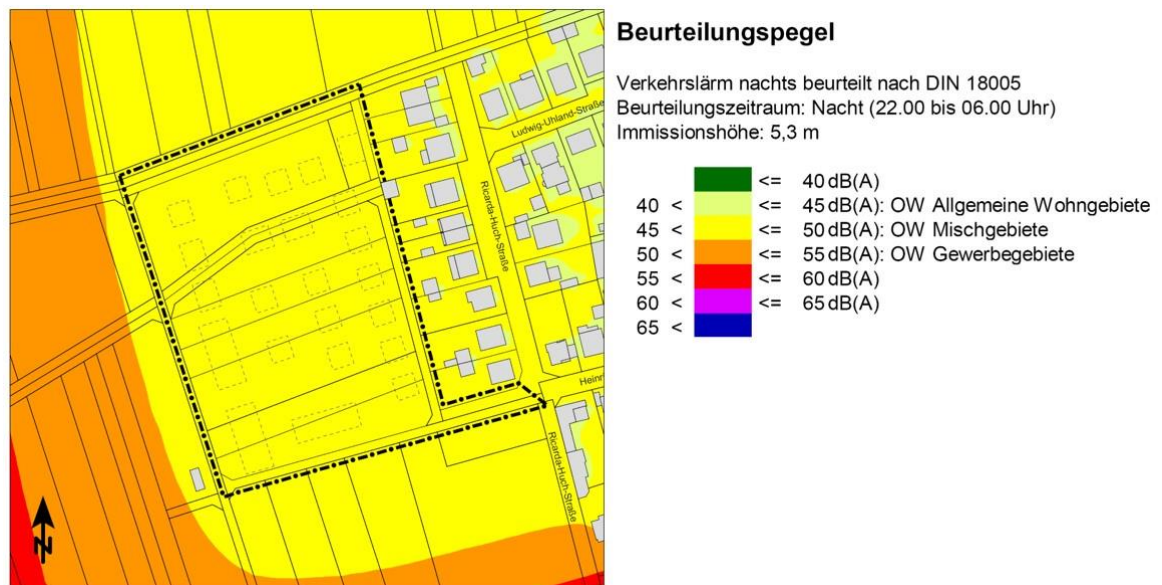 Beurteilungspegel
Verkehrslärm nachts beurteilt nach DIN 18005
Beurteilungszeitraum: Nacht (22.00 bis 06.00 Uhr)
Immissionshöhe: 5,3 m
<= 40 dB(A)
40 < <= 45 dB(A): OW Allgemeine Wohngebiete
45 < <= 50 dB(A): OW Mischgebiete
50 < <= 55 dB(A): OW Gewerbegebiete
55 < <= 60 dB(A)
60 < <= 65 dB(A)
65 <
Ludwig-Uhland-Straße
Ricarda-Huch-Straße
Heinr
Ricarda-Huch-Straße
N